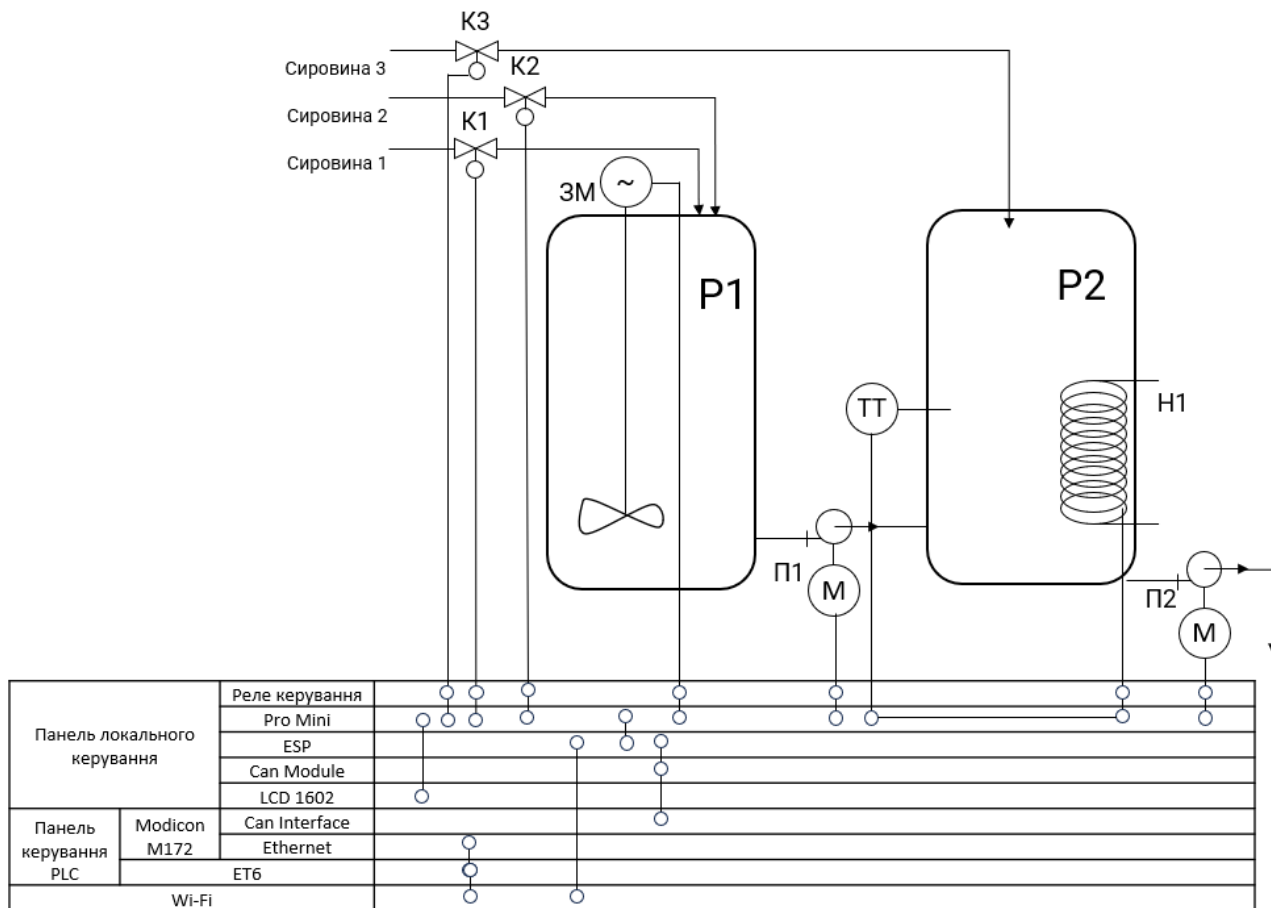 К3
Сировина 3
К2
Сировина 2
К1
Сировина 1
ЗМ
~
Р1
Р2
ТТ
Н1
П1
М
П2
М
Панель локального
керування
Реле керування
Pro Mini
ESP
Can Module
LCD 1602
Панель
керування
PLC
Modicon
M172
Can Interface
Ethernet
ET6
Wi-Fi